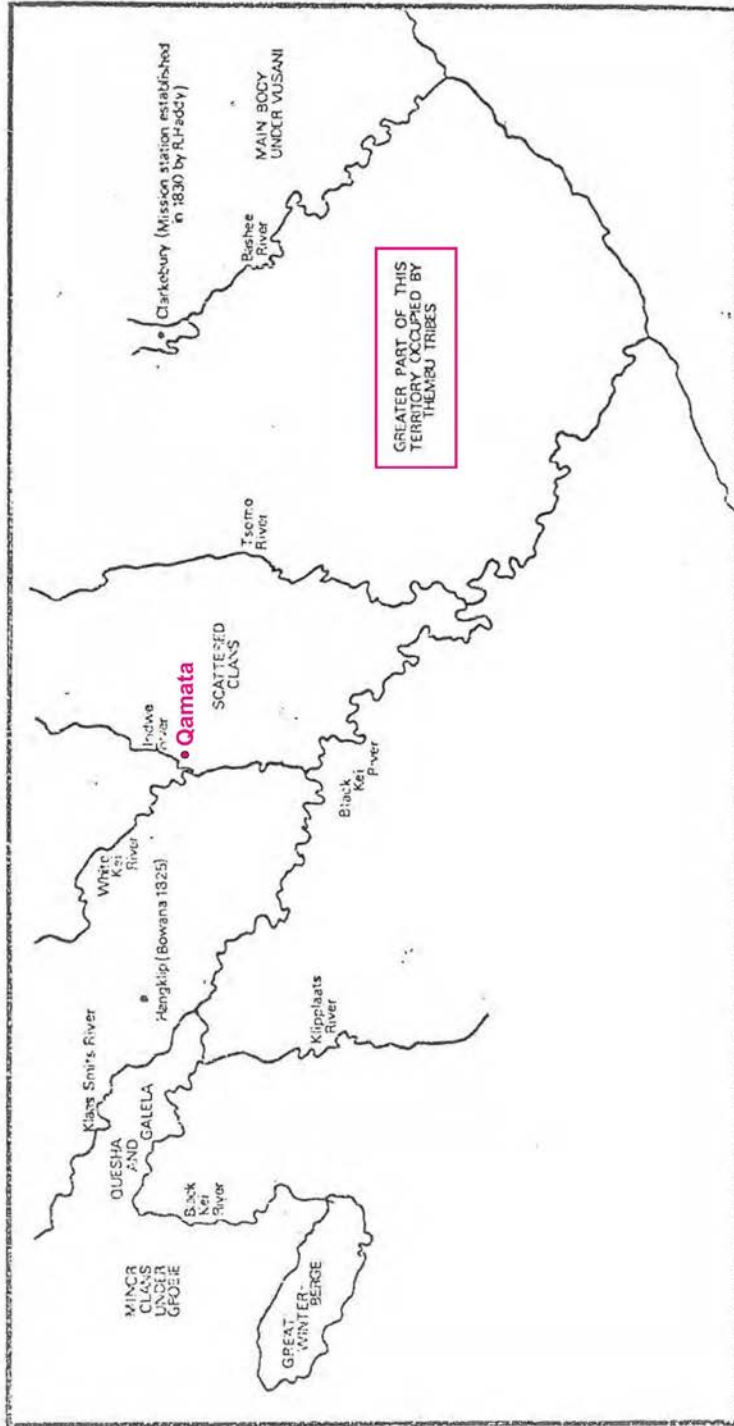 Clarkebury (Mission station established
in 1830 by R.Haddy)
MAIN BODY
UNDER VUSANI
Bashee
River
GREATER PART OF THIS
TERRITORY OCCUPIED BY
THEMBU TRIBES
Tsomo
River
SCATTERED
CLANS
Indwe
River
Qamata
White
Kei
River
Black
Kei
River
Hangklip (Bowana 1825)
Klaas Smits River
Klipplaats
River
QUESHA
AND
GALELA
Black
Kei
River
MINOR
CLANS
UNDER
GREAT
WINTER-
BERGE